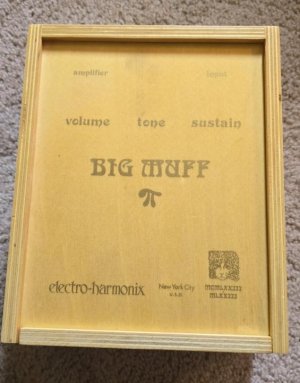 amplifier input
volume tone sustain
BIG MUFF
π
electro-harmonix
New York City
MCMLXXIII
MLXXIII